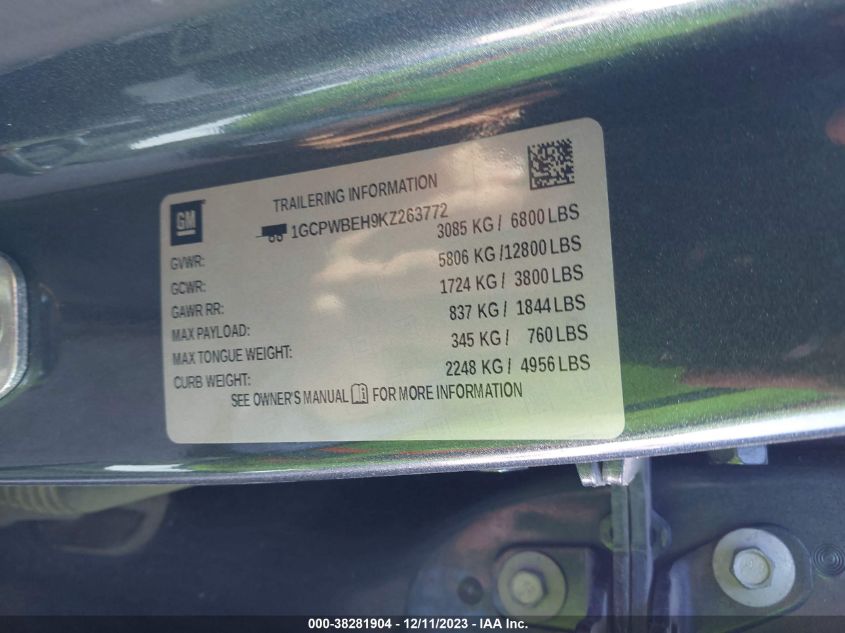 GM
TRAILERING INFORMATION
1GCPWBEH9KZ263772
GVWR: 3085 KG / 6800 LBS
GCWR: 5806 KG /12800 LBS
GAWR RR: 1724 KG / 3800 LBS
MAX PAYLOAD: 837 KG / 1844 LBS
MAX TONGUE WEIGHT: 345 KG / 760 LBS
CURB WEIGHT: 2248 KG / 4956 LBS
SEE OWNER'S MANUAL i FOR MORE INFORMATION
000-38281904 - 12/11/2023 - IAA Inc.